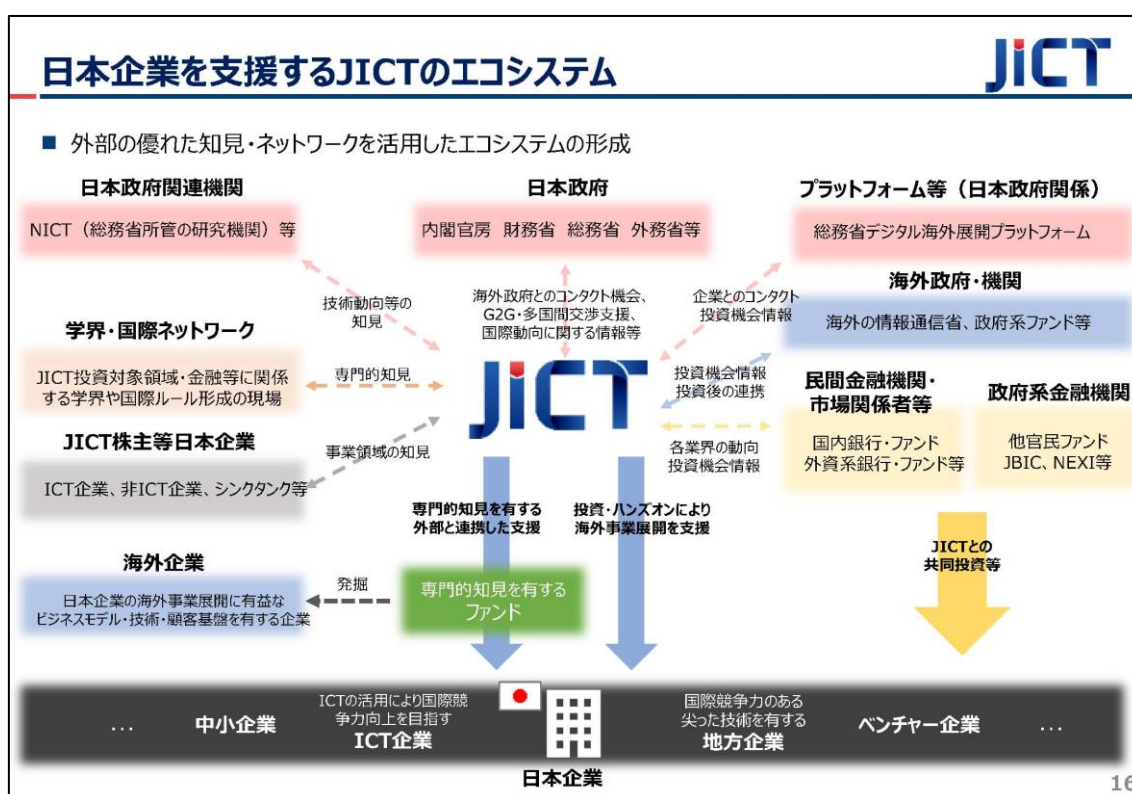 日本企業を支援するJICTのエコシステム
JICT
■ 外部の優れた知見・ネットワークを活用したエコシステムの形成
日本政府関連機関
NICT（総務省所管の研究機関）等
日本政府
内閣官房 財務省 総務省 外務省等
プラットフォーム等（日本政府関係）
総務省デジタル海外展開プラットフォーム
技術動向等の
知見
海外政府とのコンタクト機会、
G2G・多国間交渉支援、
国際動向に関する情報等
企業とのコンタクト
投資機会情報
海外政府・機関
海外の情報通信省、政府系ファンド等
学界・国際ネットワーク
JICT投資対象領域・金融等に関係
する学界や国際ルール形成の現場
専門的知見
JICT
投資機会情報
投資後の連携
民間金融機関・
市場関係者等
国内銀行・ファンド
外資系銀行・ファンド等
政府系金融機関
他官民ファンド
JBIC、NEXI等
JICT株主等日本企業
ICT企業、非ICT企業、シンクタンク等
事業領域の知見
各業界の動向
投資機会情報
専門的知見を有する
外部と連携した支援
投資・ハンズオンにより
海外事業展開を支援
JICTとの
共同投資等
海外企業
日本企業の海外事業展開に有益な
ビジネスモデル・技術・顧客基盤を有する企業
発掘
専門的知見を有する
ファンド
...
中小企業
ICTの活用により国際競
争力向上を目指す
ICT企業
国際競争力のある
尖った技術を有する
地方企業
ベンチャー企業
...
日本企業
16